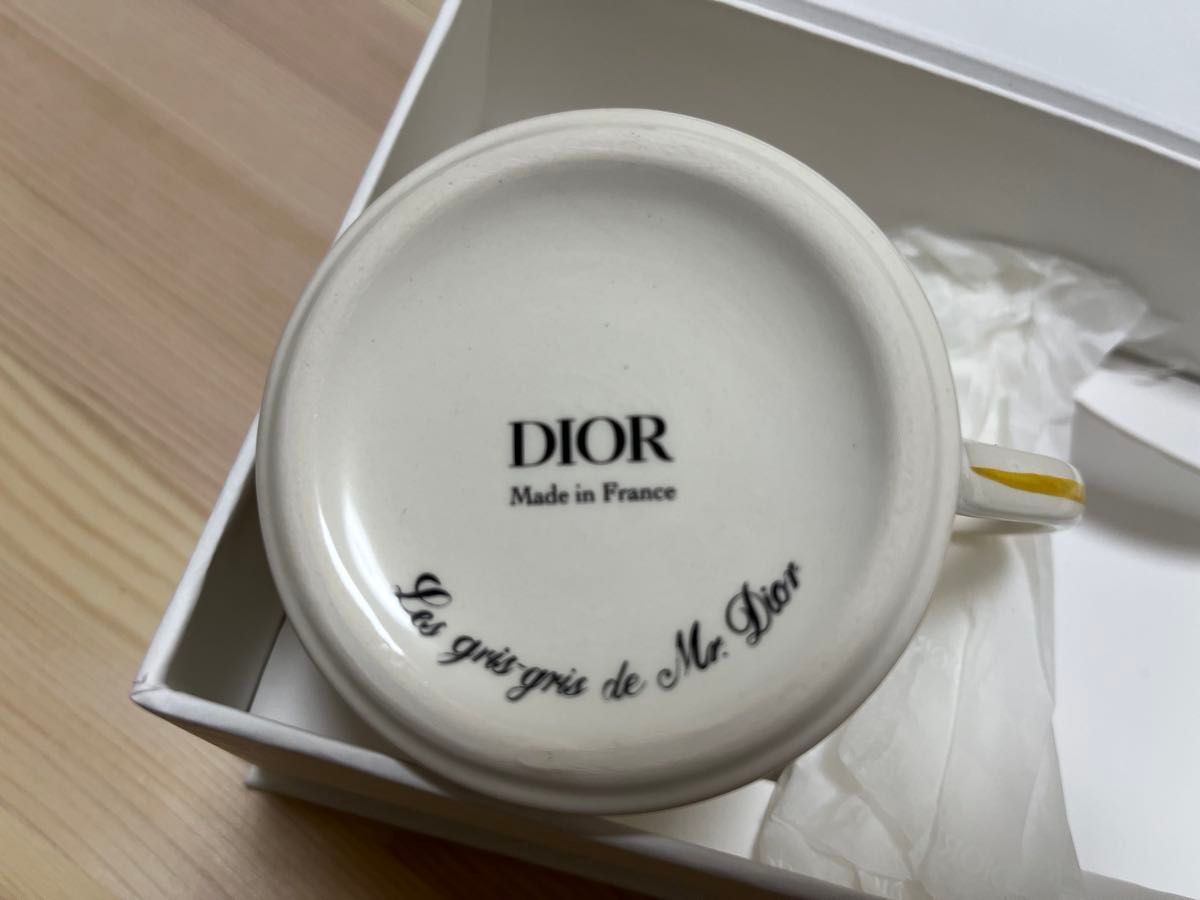 DIOR
Made in France
Les gris-gris de Mr. Dior